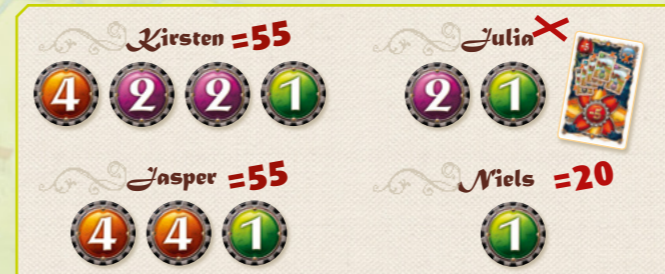 Kirsten =55
4 2 2 1
Julia
2 1
Jasper =55
4 4 1
Niels =20
1